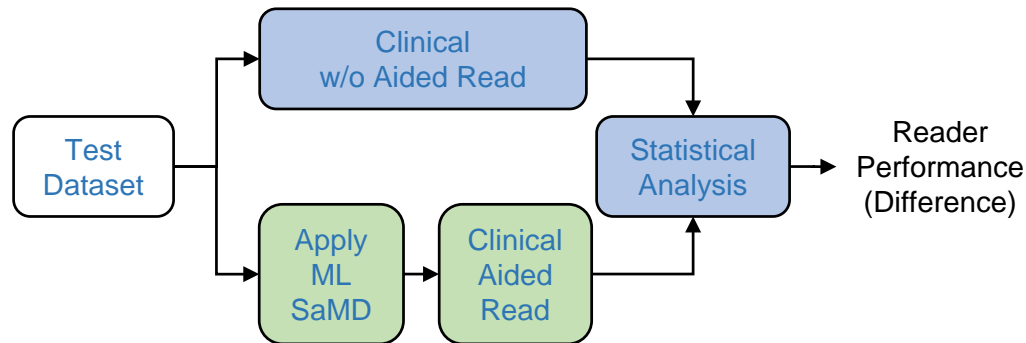 Clinical
w/o Aided Read
Test
Dataset
Statistical
Analysis
Reader
Performance
(Difference)
Apply
ML
SaMD
Clinical
Aided
Read